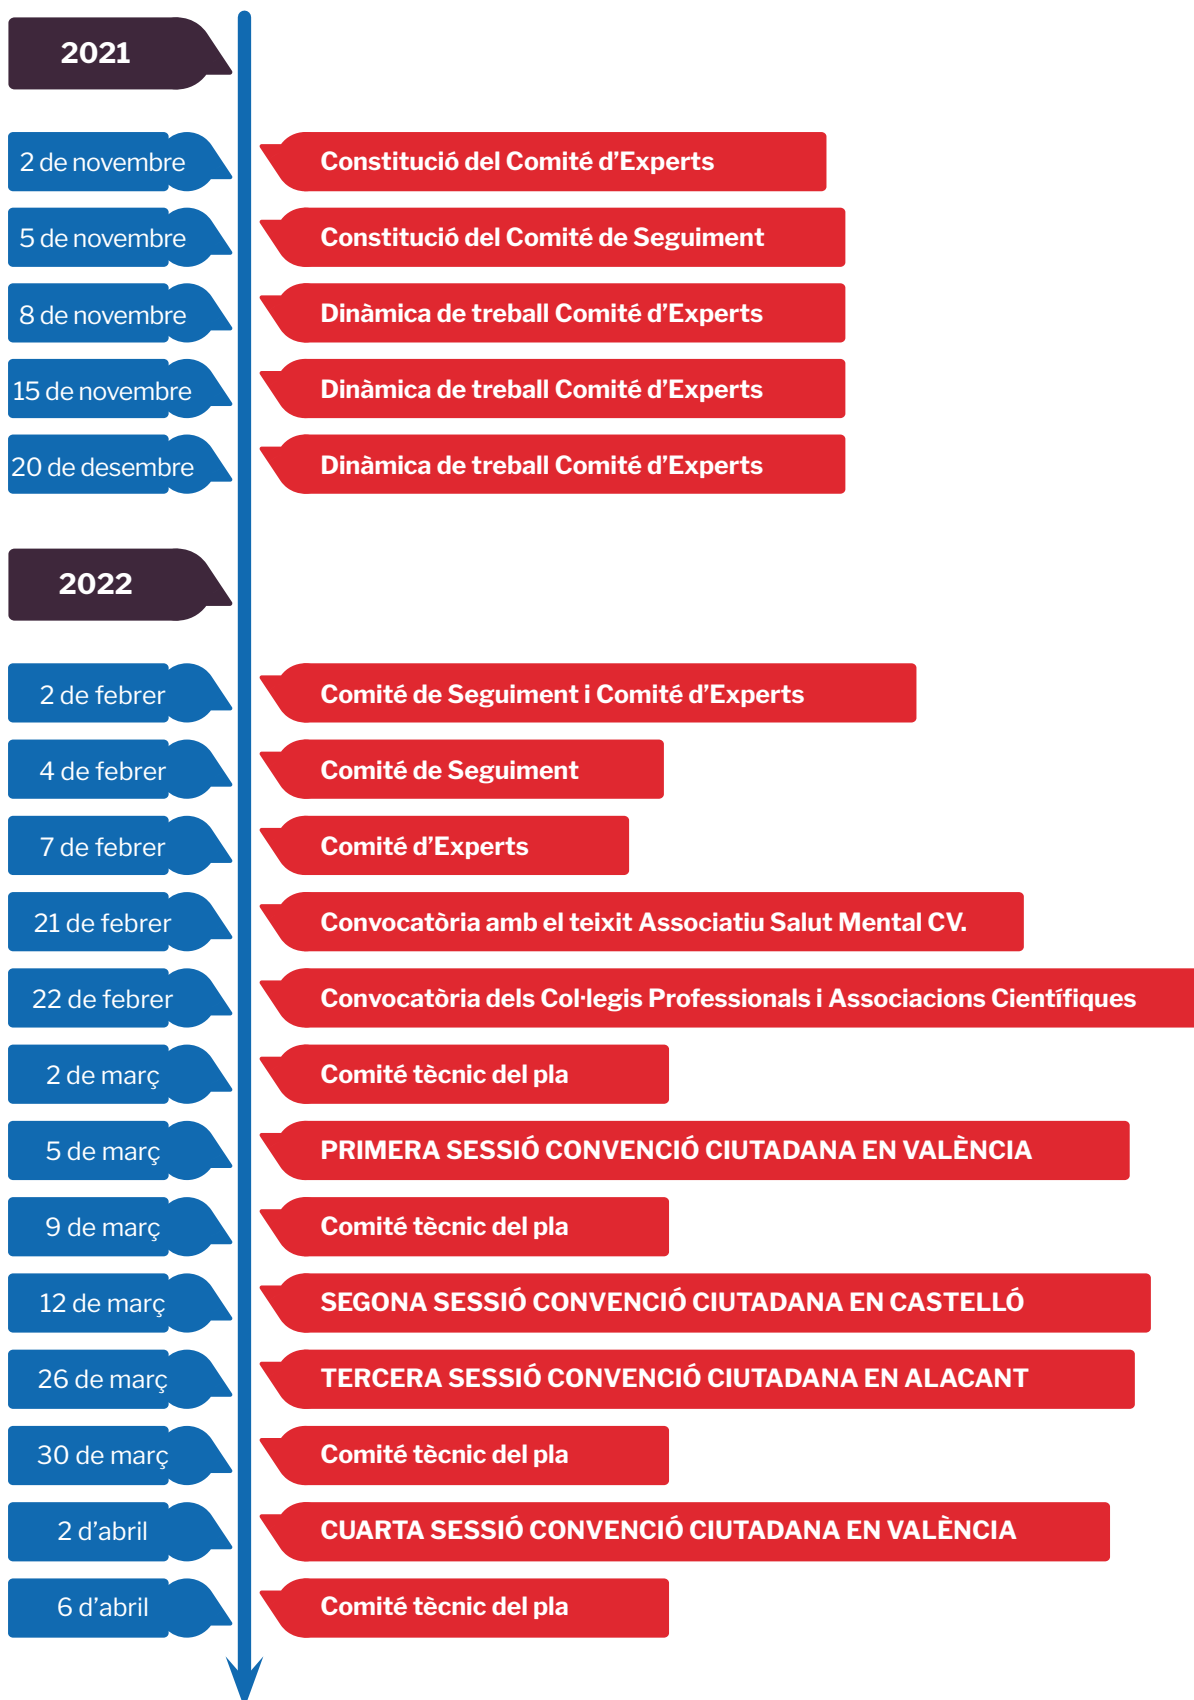 2021
2 de novembre
Constitució del Comité d’Experts
5 de novembre
Constitució del Comité de Seguiment
8 de novembre
Dinàmica de treball Comité d’Experts
15 de novembre
Dinàmica de treball Comité d’Experts
20 de desembre
Dinàmica de treball Comité d’Experts
2022
2 de febrer
Comité de Seguiment i Comité d’Experts
4 de febrer
Comité de Seguiment
7 de febrer
Comité d’Experts
21 de febrer
Convocatòria amb el teixit Associatiu Salut Mental CV.
22 de febrer
Convocatòria dels Col·legis Professionals i Associacions Científiques
2 de març
Comité tècnic del pla
5 de març
PRIMERA SESSIÓ CONVENCIÓ CIUTADANA EN VALÈNCIA
9 de març
Comité tècnic del pla
12 de març
SEGONA SESSIÓ CONVENCIÓ CIUTADANA EN CASTELLÓ
26 de març
TERCERA SESSIÓ CONVENCIÓ CIUTADANA EN ALACANT
30 de març
Comité tècnic del pla
2 d’abril
CUARTA SESSIÓ CONVENCIÓ CIUTADANA EN VALÈNCIA
6 d’abril
Comité tècnic del pla